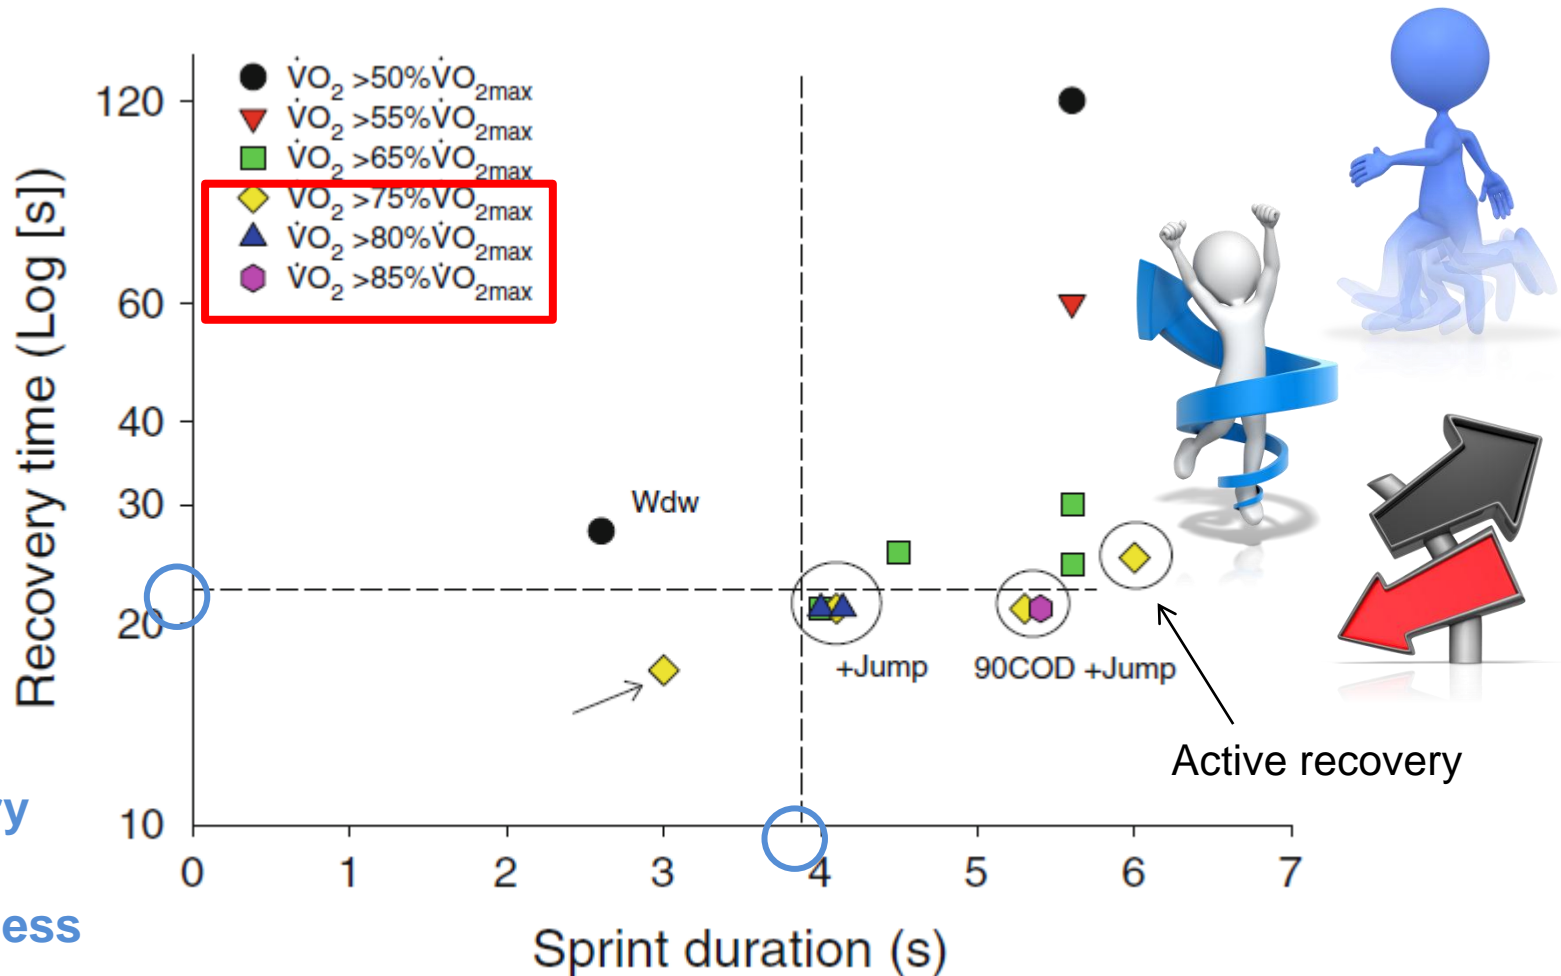 V̇O2 >50%V̇O2max
V̇O2 >55%V̇O2max
V̇O2 >65%V̇O2max
V̇O2 >75%V̇O2max
V̇O2 >80%V̇O2max
V̇O2 >85%V̇O2max
Recovery time (Log [s])
120
60
40
30
20
10
Wdw
+Jump
90COD +Jump
Active recovery
ry
ess
0 1 2 3 4 5 6 7
Sprint duration (s)